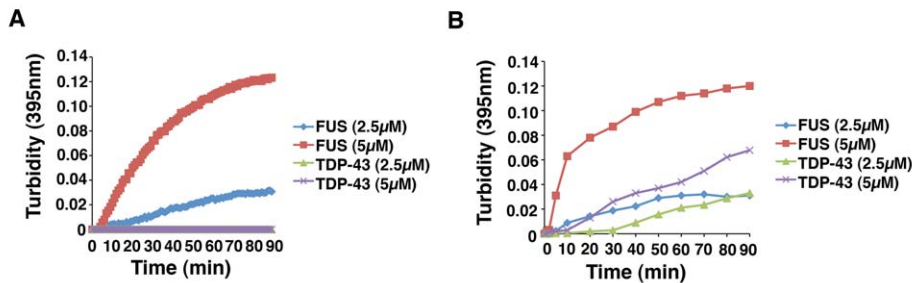 A
Turbidity (395nm)
0.14
0.12
0.10
0.08
0.06
0.04
0.02
0
0 10 20 30 40 50 60 70 80 90
Time (min)
FUS (2.5µM)
FUS (5µM)
TDP-43 (2.5µM)
TDP-43 (5µM)
B
Turbidity (395nm)
0.14
0.12
0.10
0.08
0.06
0.04
0.02
0
0 10 20 30 40 50 60 70 80 90
Time (min)
FUS (2.5µM)
FUS (5µM)
TDP-43 (2.5µM)
TDP-43 (5µM)